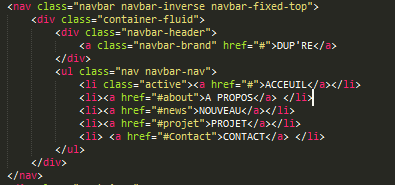 <nav class="navbar navbar-inverse navbar-fixed-top">
<div class="container-fluid">
<div class="navbar-header">
<a class="navbar-brand" href="#">DUP'RE</a>
</div>
<ul class="nav navbar-nav">
<li class="active"><a href="#">ACCEUIL</a></li>
<li><a href="#about">A PROPOS</a> </li>
<li><a href="#news">NOUVEAU</a></li>
<li><a href="#projet">PROJET</a></li>
<li> <a href="#Contact">CONTACT</a> </li>
</ul>
</div>
</nav>